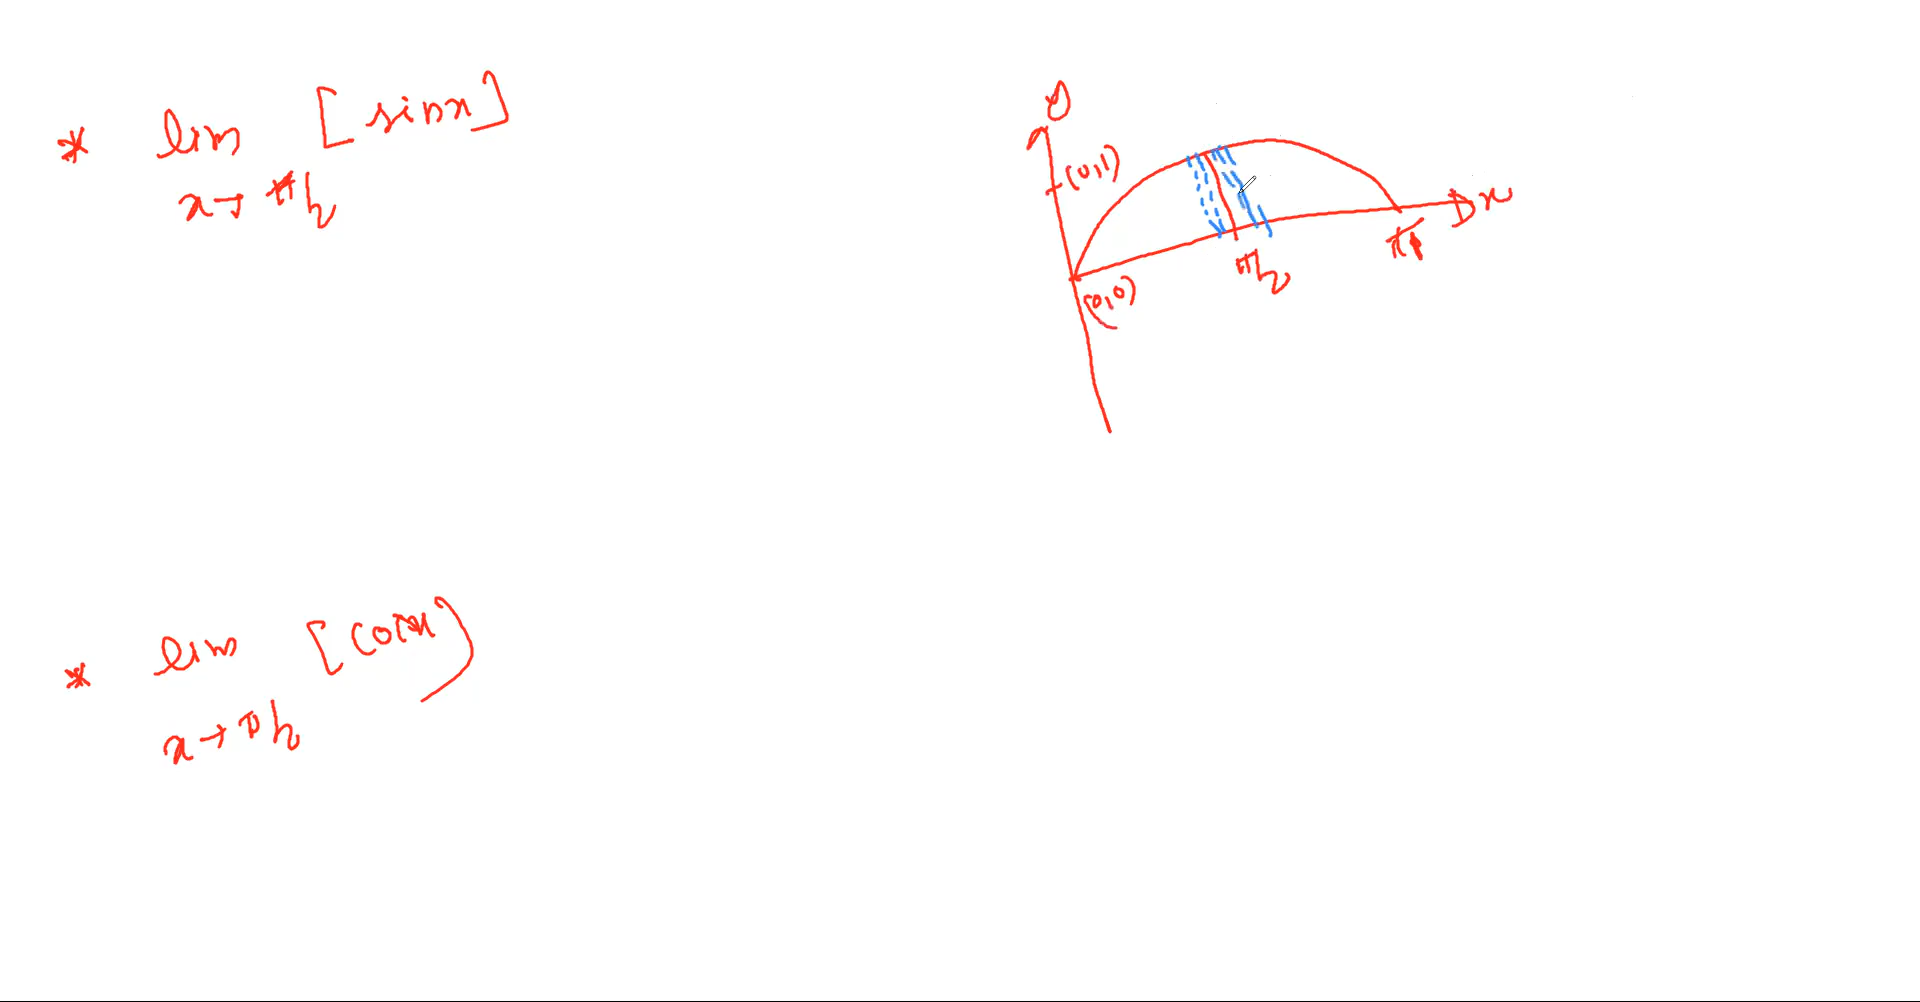 * lim [sinx]
x→ π/2
y
(0,1)
x
π
π/2
(0,0)
* lim [cosx)
x→ π/2